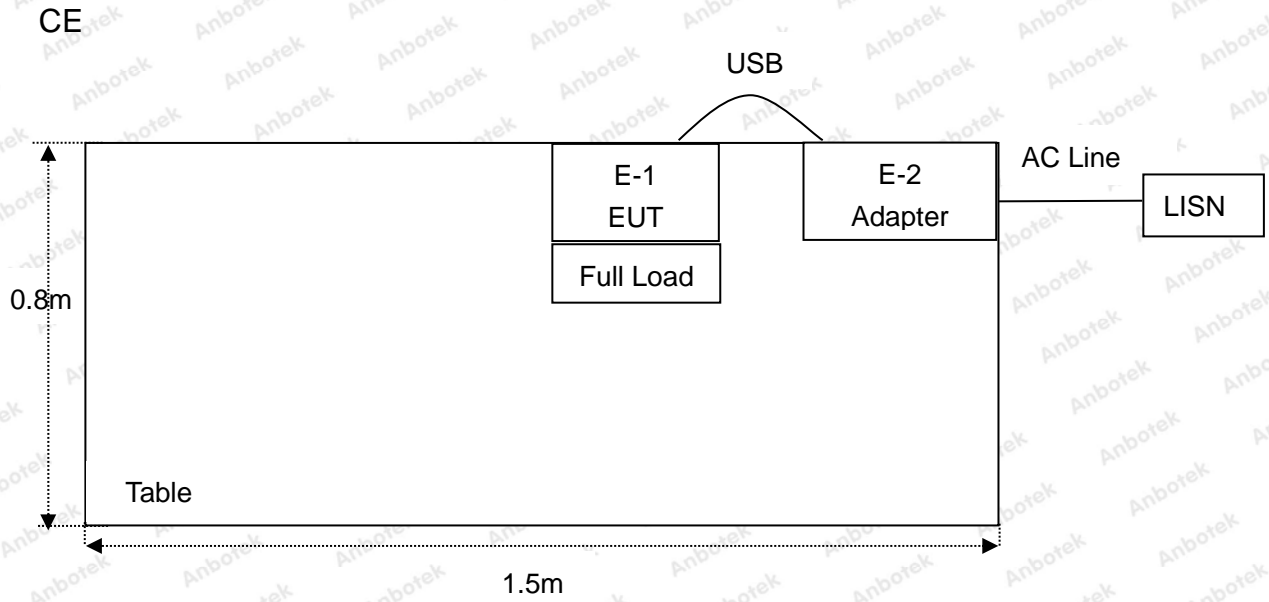 CE
USB
E-1
EUT
E-2
Adapter
AC Line
LISN
Full Load
0.8m
Table
1.5m